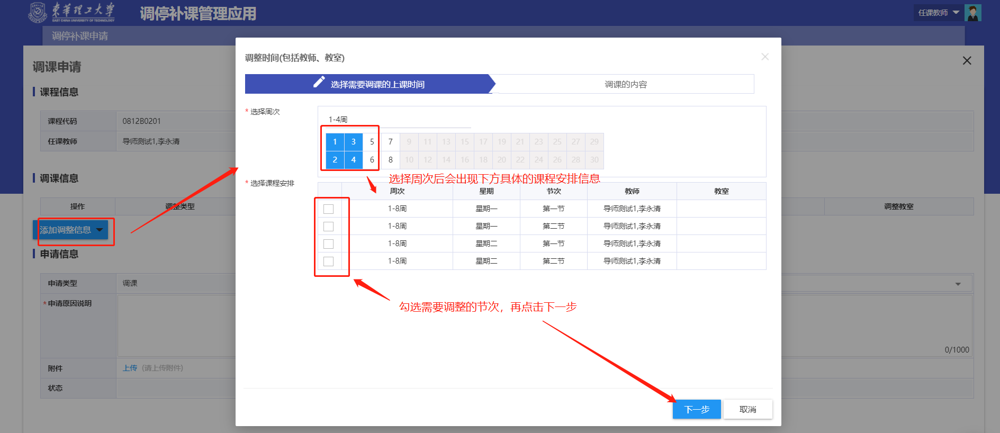 東華理工大学
EAST CHINA UNIVERSITY OF TECHNOLOGY
调停补课管理应用
任课教师
调停补课申请
调课申请
课程信息
课程代码 0812B0201
任课教师 导师测试1,李永清
调课信息
操作 调整类型 调整教室
添加调整信息
申请信息
申请类型 调课
*申请原因说明
0/1000
附件 上传 (请上传附件)
状态
调整时间(包括教师、教室)
选择需要调课的上课时间 调课的内容
* 选择周次
1-4周
1 3 5 7 9 11 13 15 17 19 21 23 25 27 29
2 4 6 8 10 12 14 16 18 20 22 24 26 28 30
选择周次后会出现下方具体的课程安排信息
* 选择课程安排
周次 星期 节次 教师 教室
1-8周 星期一 第一节 导师测试1,李永清
1-8周 星期一 第二节 导师测试1,李永清
1-8周 星期二 第一节 导师测试1,李永清
1-8周 星期二 第二节 导师测试1,李永清
勾选需要调整的节次，再点击下一步
下一步 取消